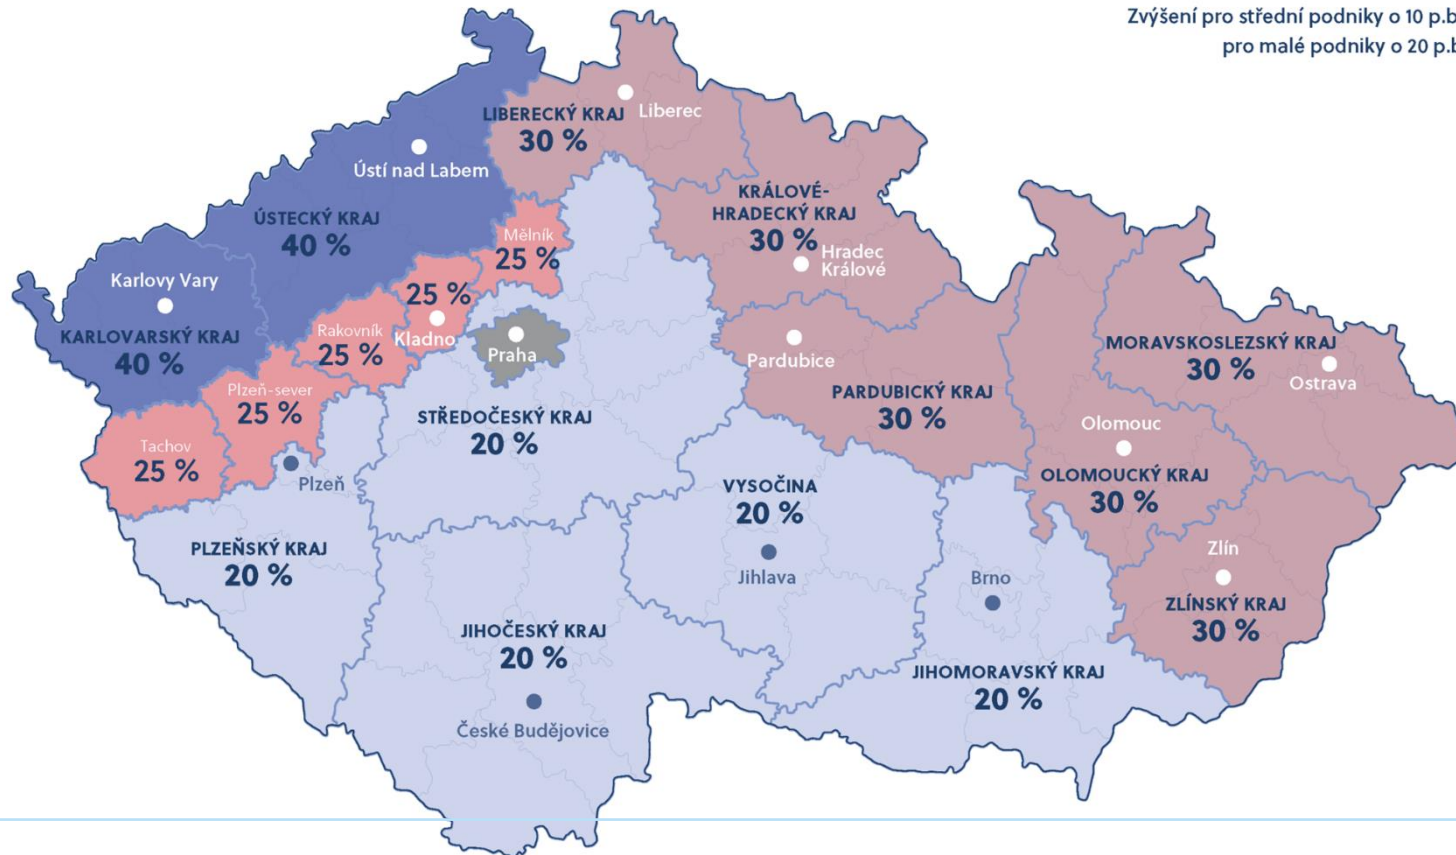 Zvýšení pro střední podniky o 10 p.b
pro malé podniky o 20 p.b
LIBERECKÝ KRAJ
30 %
Liberec
Ústí nad Labem
ÚSTECKÝ KRAJ
40 %
KRÁLOVÉ-
HRADECKÝ KRAJ
30 %
Hradec
Králové
Mělník
25 %
Karlovy Vary
KARLOVARSKÝ KRAJ
40 %
25 %
Kladno
Rakovník
25 %
Praha
Plzeň-sever
25 %
Tachov
25 %
Plzeň
STŘEDOČESKÝ KRAJ
20 %
Pardubice
PARDUBICKÝ KRAJ
30 %
MORAVSKOSLEZSKÝ KRAJ
30 %
Ostrava
Olomouc
OLOMOUCKÝ KRAJ
30 %
VYSOČINA
20 %
Jihlava
PLZEŇSKÝ KRAJ
20 %
Brno
Zlín
ZLÍNSKÝ KRAJ
30 %
JIHOČESKÝ KRAJ
20 %
České Budějovice
JIHOMORAVSKÝ KRAJ
20 %